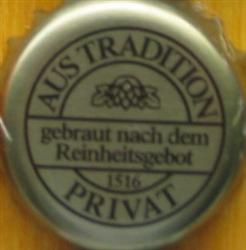 AUS TRADITION
gebraut nach dem
Reinheitsgebot
1516
PRIVAT